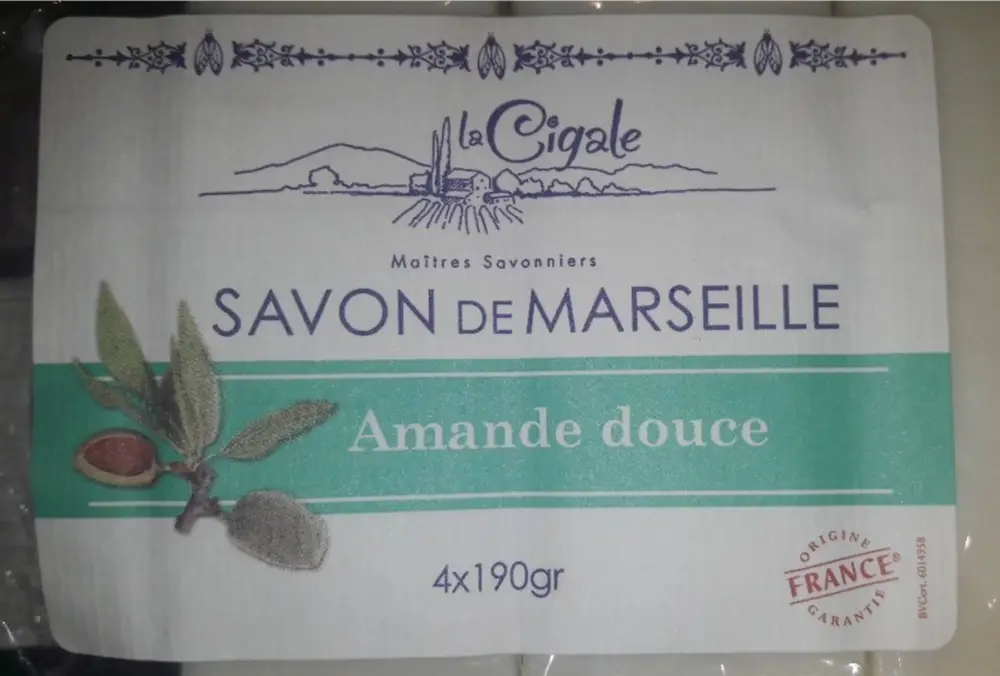 la Cigale
Maîtres Savonniers
SAVON DE MARSEILLE
Amande douce
4x190gr
ORIGINE
FRANCE®
GARANTIE
BVCert. 6014958